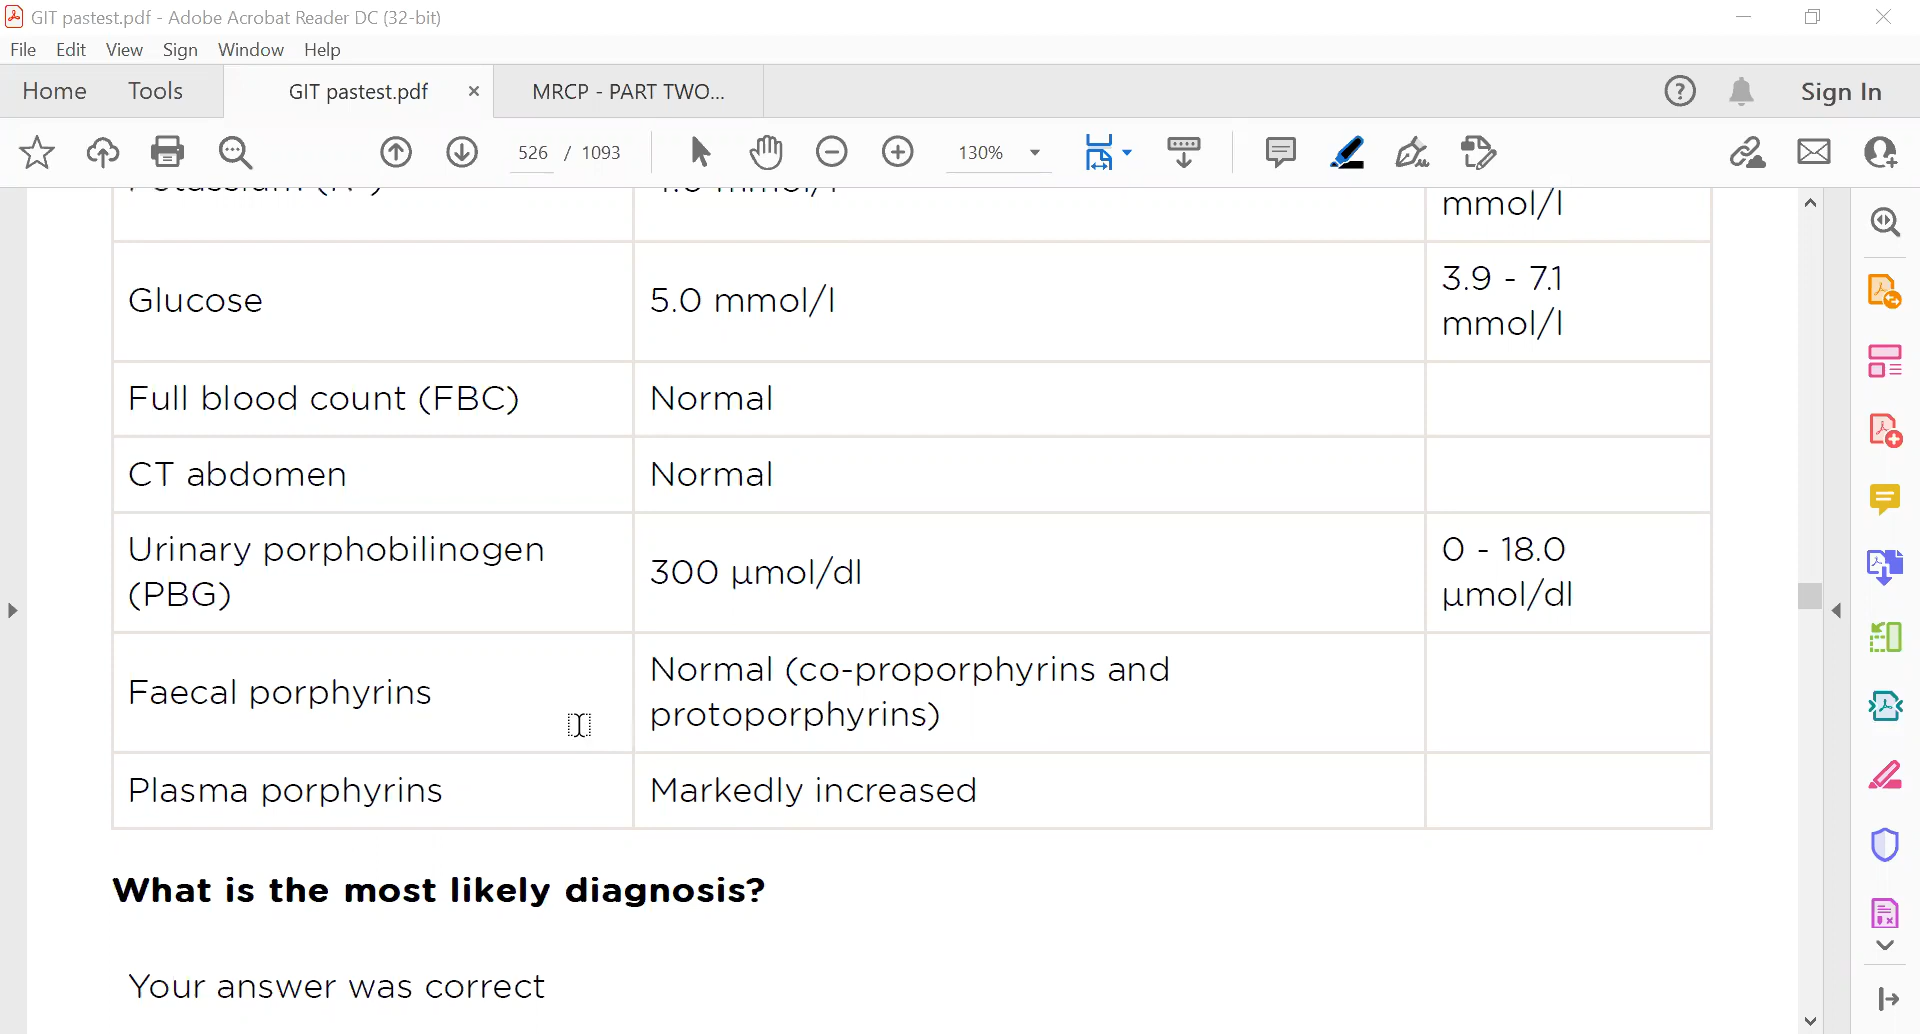 GIT pastest.pdf - Adobe Acrobat Reader DC (32-bit)
File Edit View Sign Window Help
Home Tools GIT pastest.pdf × MRCP - PART TWO... Sign In
526 / 1093 130%
mmol/l
Glucose 5.0 mmol/l 3.9 - 7.1
mmol/l
Full blood count (FBC) Normal
CT abdomen Normal
Urinary porphobilinogen
(PBG) 300 µmol/dl 0 - 18.0
µmol/dl
Faecal porphyrins Normal (co-proporphyrins and
protoporphyrins)
Plasma porphyrins Markedly increased
What is the most likely diagnosis?
Your answer was correct